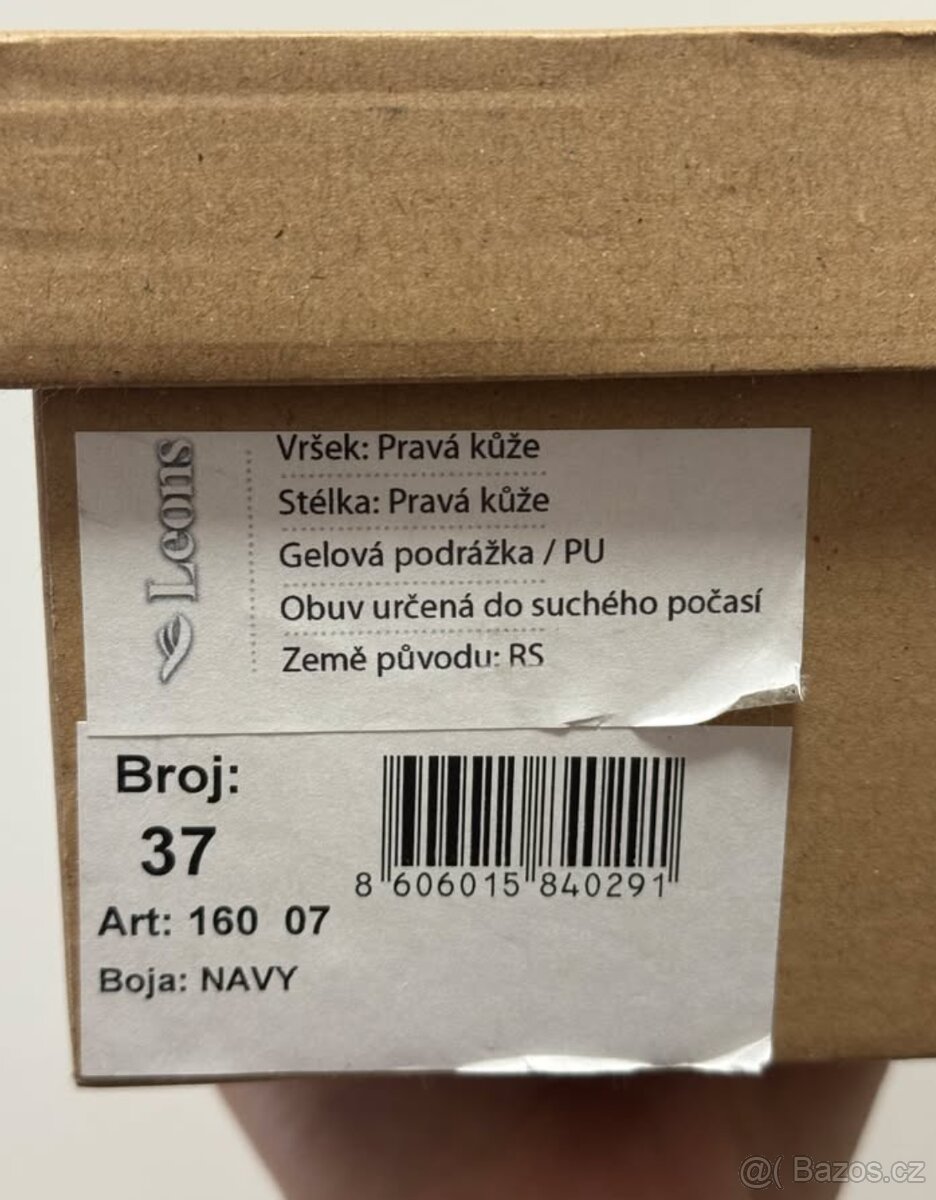 Leons
Vršek: Pravá kůže
Stélka: Pravá kůže
Gelová podrážka / PU
Obuv určená do suchého počasí
Země původu: RS
Broj:
37
Art: 160 07
Boja: NAVY
8 606015 840291
@( Bazos.cz